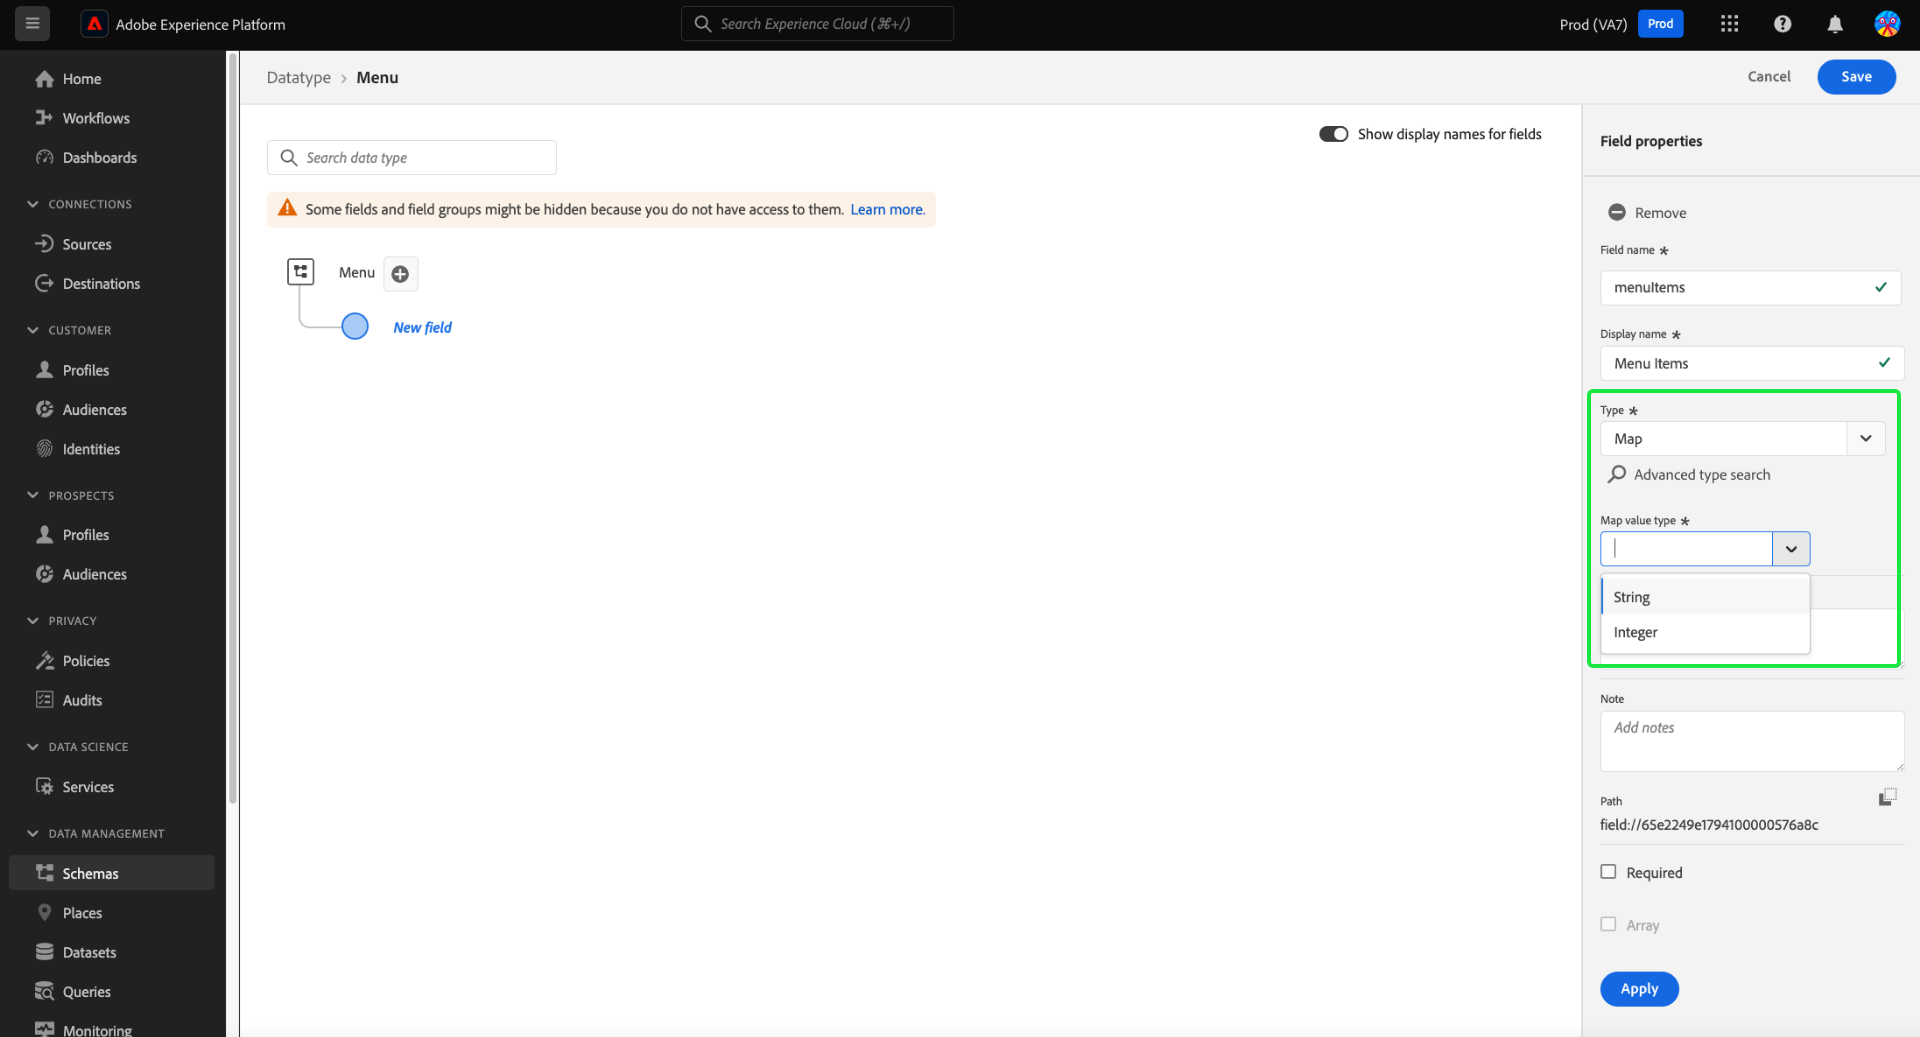 Adobe Experience Platform
Search Experience Cloud (⌘+/)
Prod (VA7)
Prod
Home
Workflows
Dashboards
CONNECTIONS
Sources
Destinations
CUSTOMER
Profiles
Audiences
Identities
PROSPECTS
Profiles
Audiences
PRIVACY
Policies
Audits
DATA SCIENCE
Services
DATA MANAGEMENT
Schemas
Places
Datasets
Queries
Monitoring
Datatype > Menu
Cancel
Save
Search data type
Show display names for fields
Some fields and field groups might be hidden because you do not have access to them. Learn more.
Menu
New field
Field properties
Remove
Field name *
menuItems
Display name *
Menu Items
Type *
Map
Advanced type search
Map value type *
String
Integer
Note
Add notes
Path
field://65e2249e1794100000576a8c
Required
Array
Apply